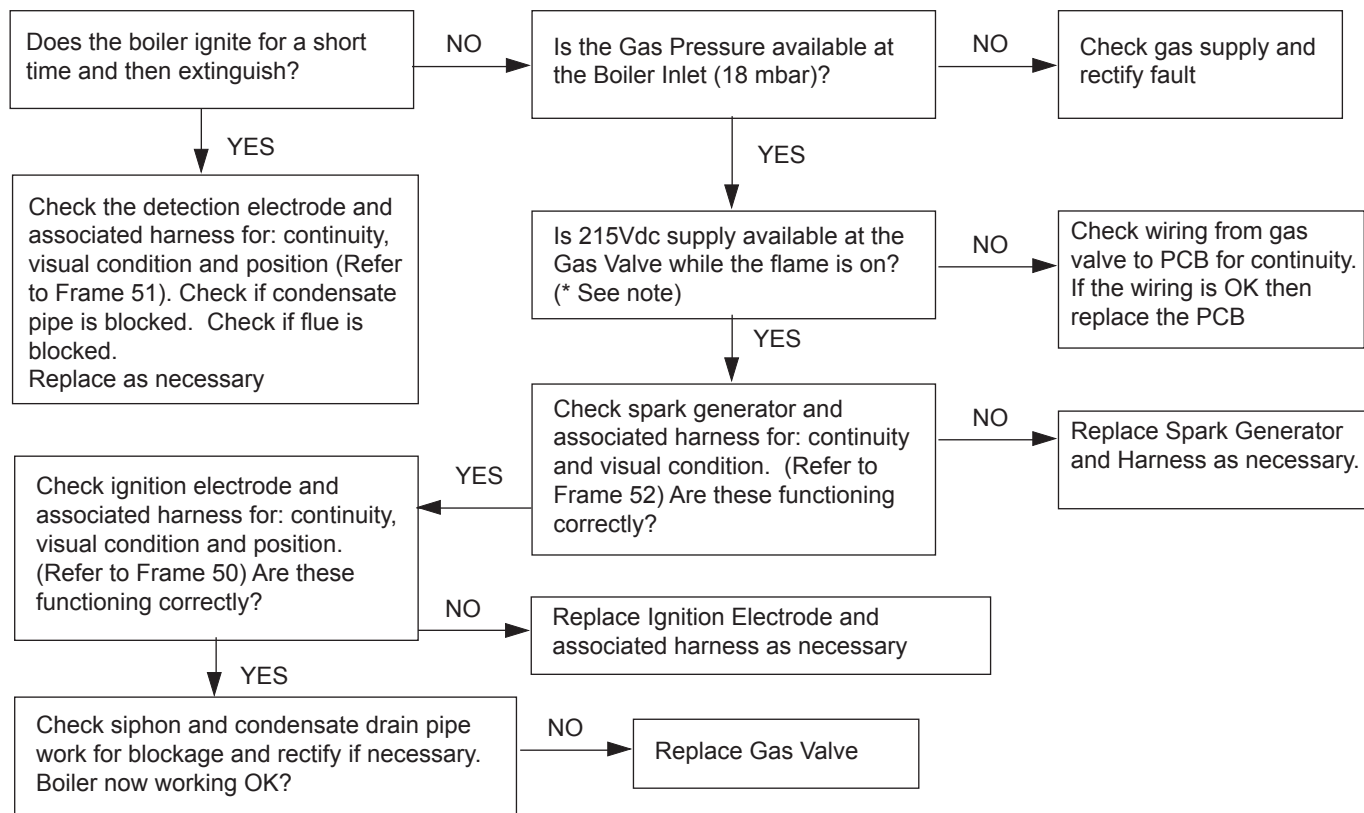 Does the boiler ignite for a short
time and then extinguish?
NO
Is the Gas Pressure available at
the Boiler Inlet (18 mbar)?
NO
Check gas supply and
rectify fault
YES
YES
Check the detection electrode and
associated harness for: continuity,
visual condition and position (Refer
to Frame 51). Check if condensate
pipe is blocked.  Check if flue is
blocked.
Replace as necessary
Is 215Vdc supply available at the
Gas Valve while the flame is on?
(* See note)
NO
Check wiring from gas
valve to PCB for continuity.
If the wiring is OK then
replace the PCB
YES
Check spark generator and
associated harness for: continuity
and visual condition.  (Refer to
Frame 52) Are these functioning
correctly?
NO
Replace Spark Generator
and Harness as necessary.
YES
Check ignition electrode and
associated harness for: continuity,
visual condition and position.
(Refer to Frame 50) Are these
functioning correctly?
NO
Replace Ignition Electrode and
associated harness as necessary
YES
Check siphon and condensate drain pipe
work for blockage and rectify if necessary.
Boiler now working OK?
NO
Replace Gas Valve